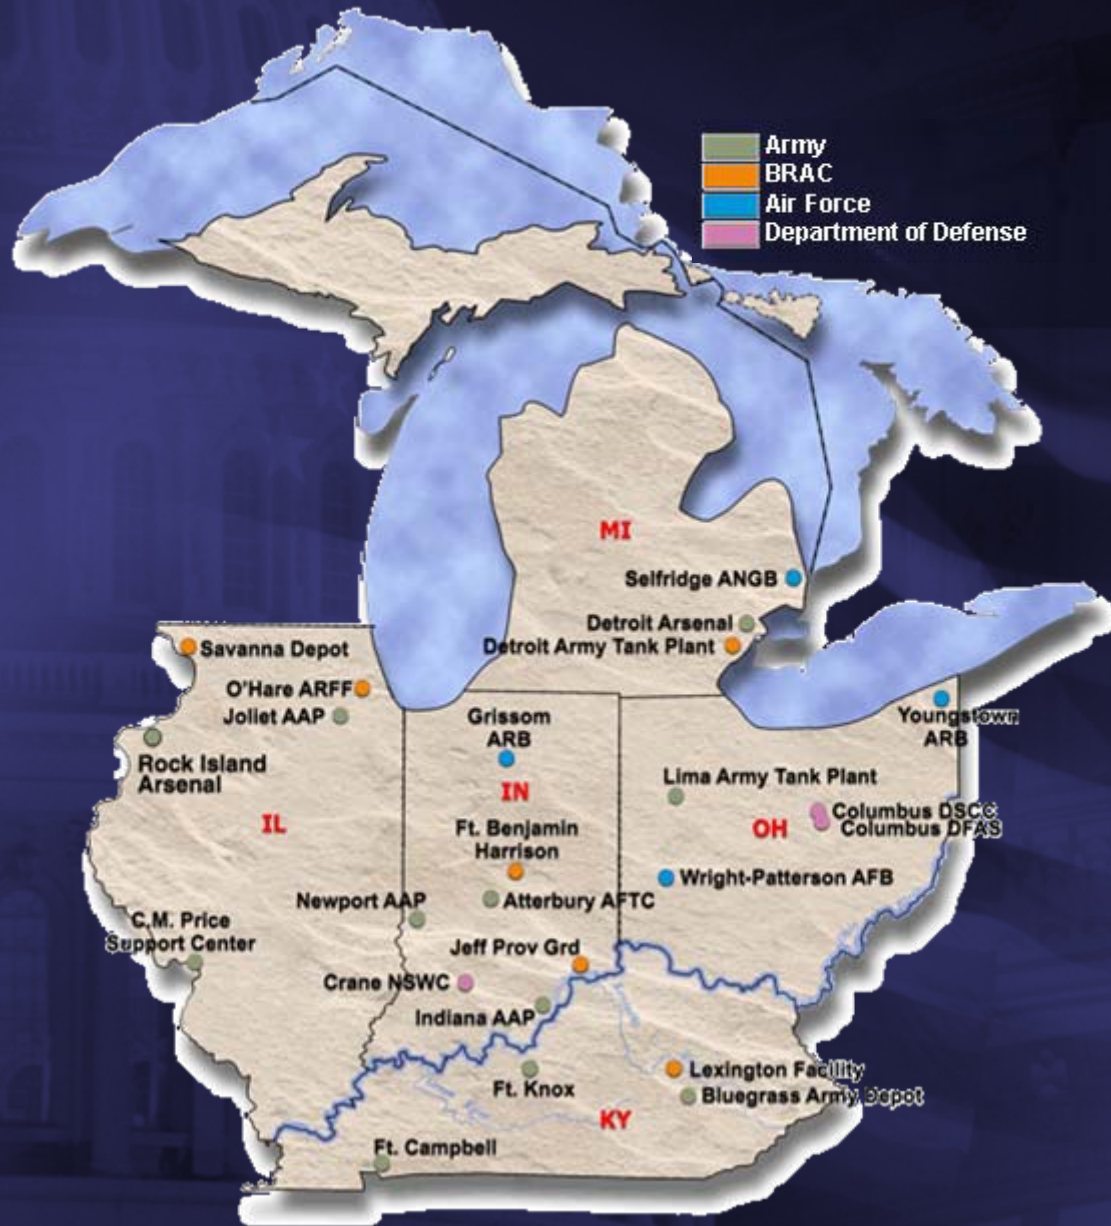 Army
BRAC
Air Force
Department of Defense
MI
Selfridge ANGB
Detroit Arsenal
Detroit Army Tank Plant
Savanna Depot
O'Hare ARFF
Joliet AAP
Rock Island
Arsenal
IL
C.M. Price
Support Center
Grissom
ARB
IN
Ft. Benjamin
Harrison
Newport AAP
Atterbury AFTC
Jeff Prov Grd
Crane NSWC
Indiana AAP
Youngstown
ARB
Lima Army Tank Plant
Columbus DSCC
OH
Columbus DFAS
Wright-Patterson AFB
Lexington Facility
Ft. Knox
Bluegrass Army Depot
KY
Ft. Campbell